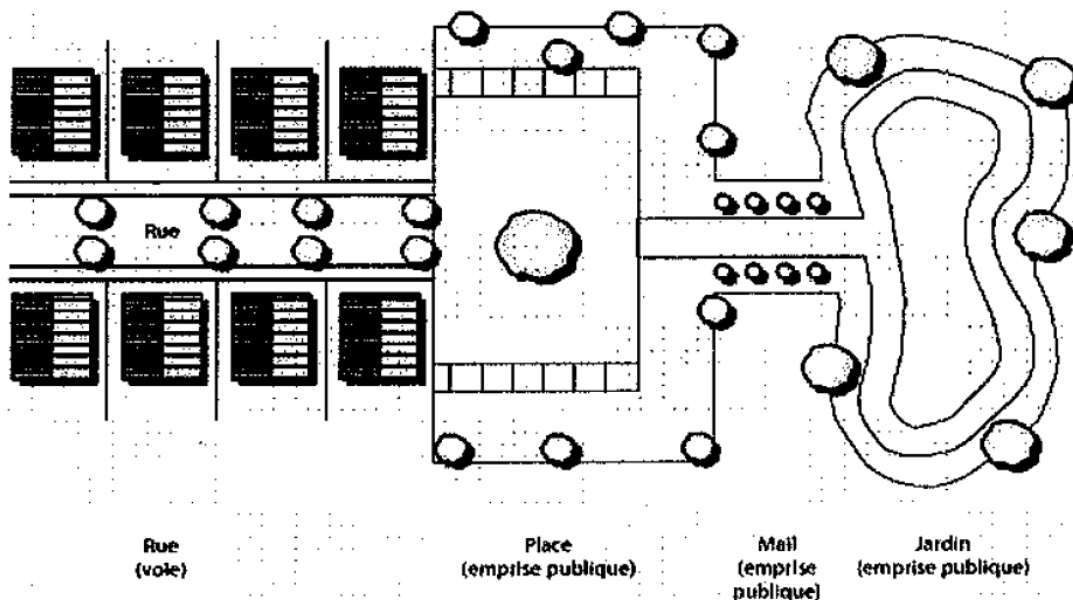 Rue
Rue
(voie)
Place
(emprise publique)
Mail
(emprise
publique)
Jardin
(emprise publique)